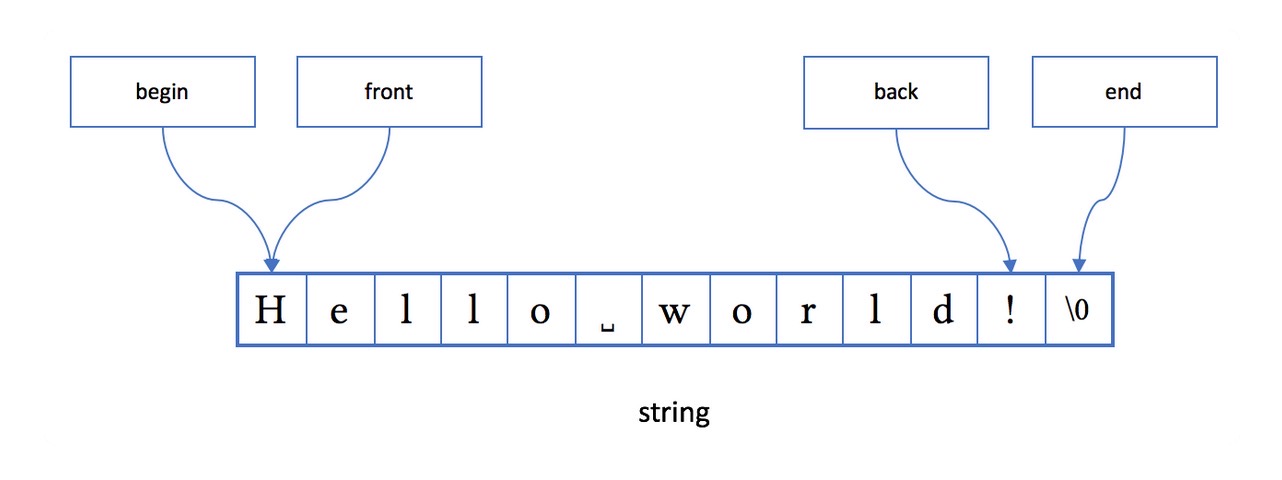 begin front back end
H e l l o ␣ w o r l d ! \0
string